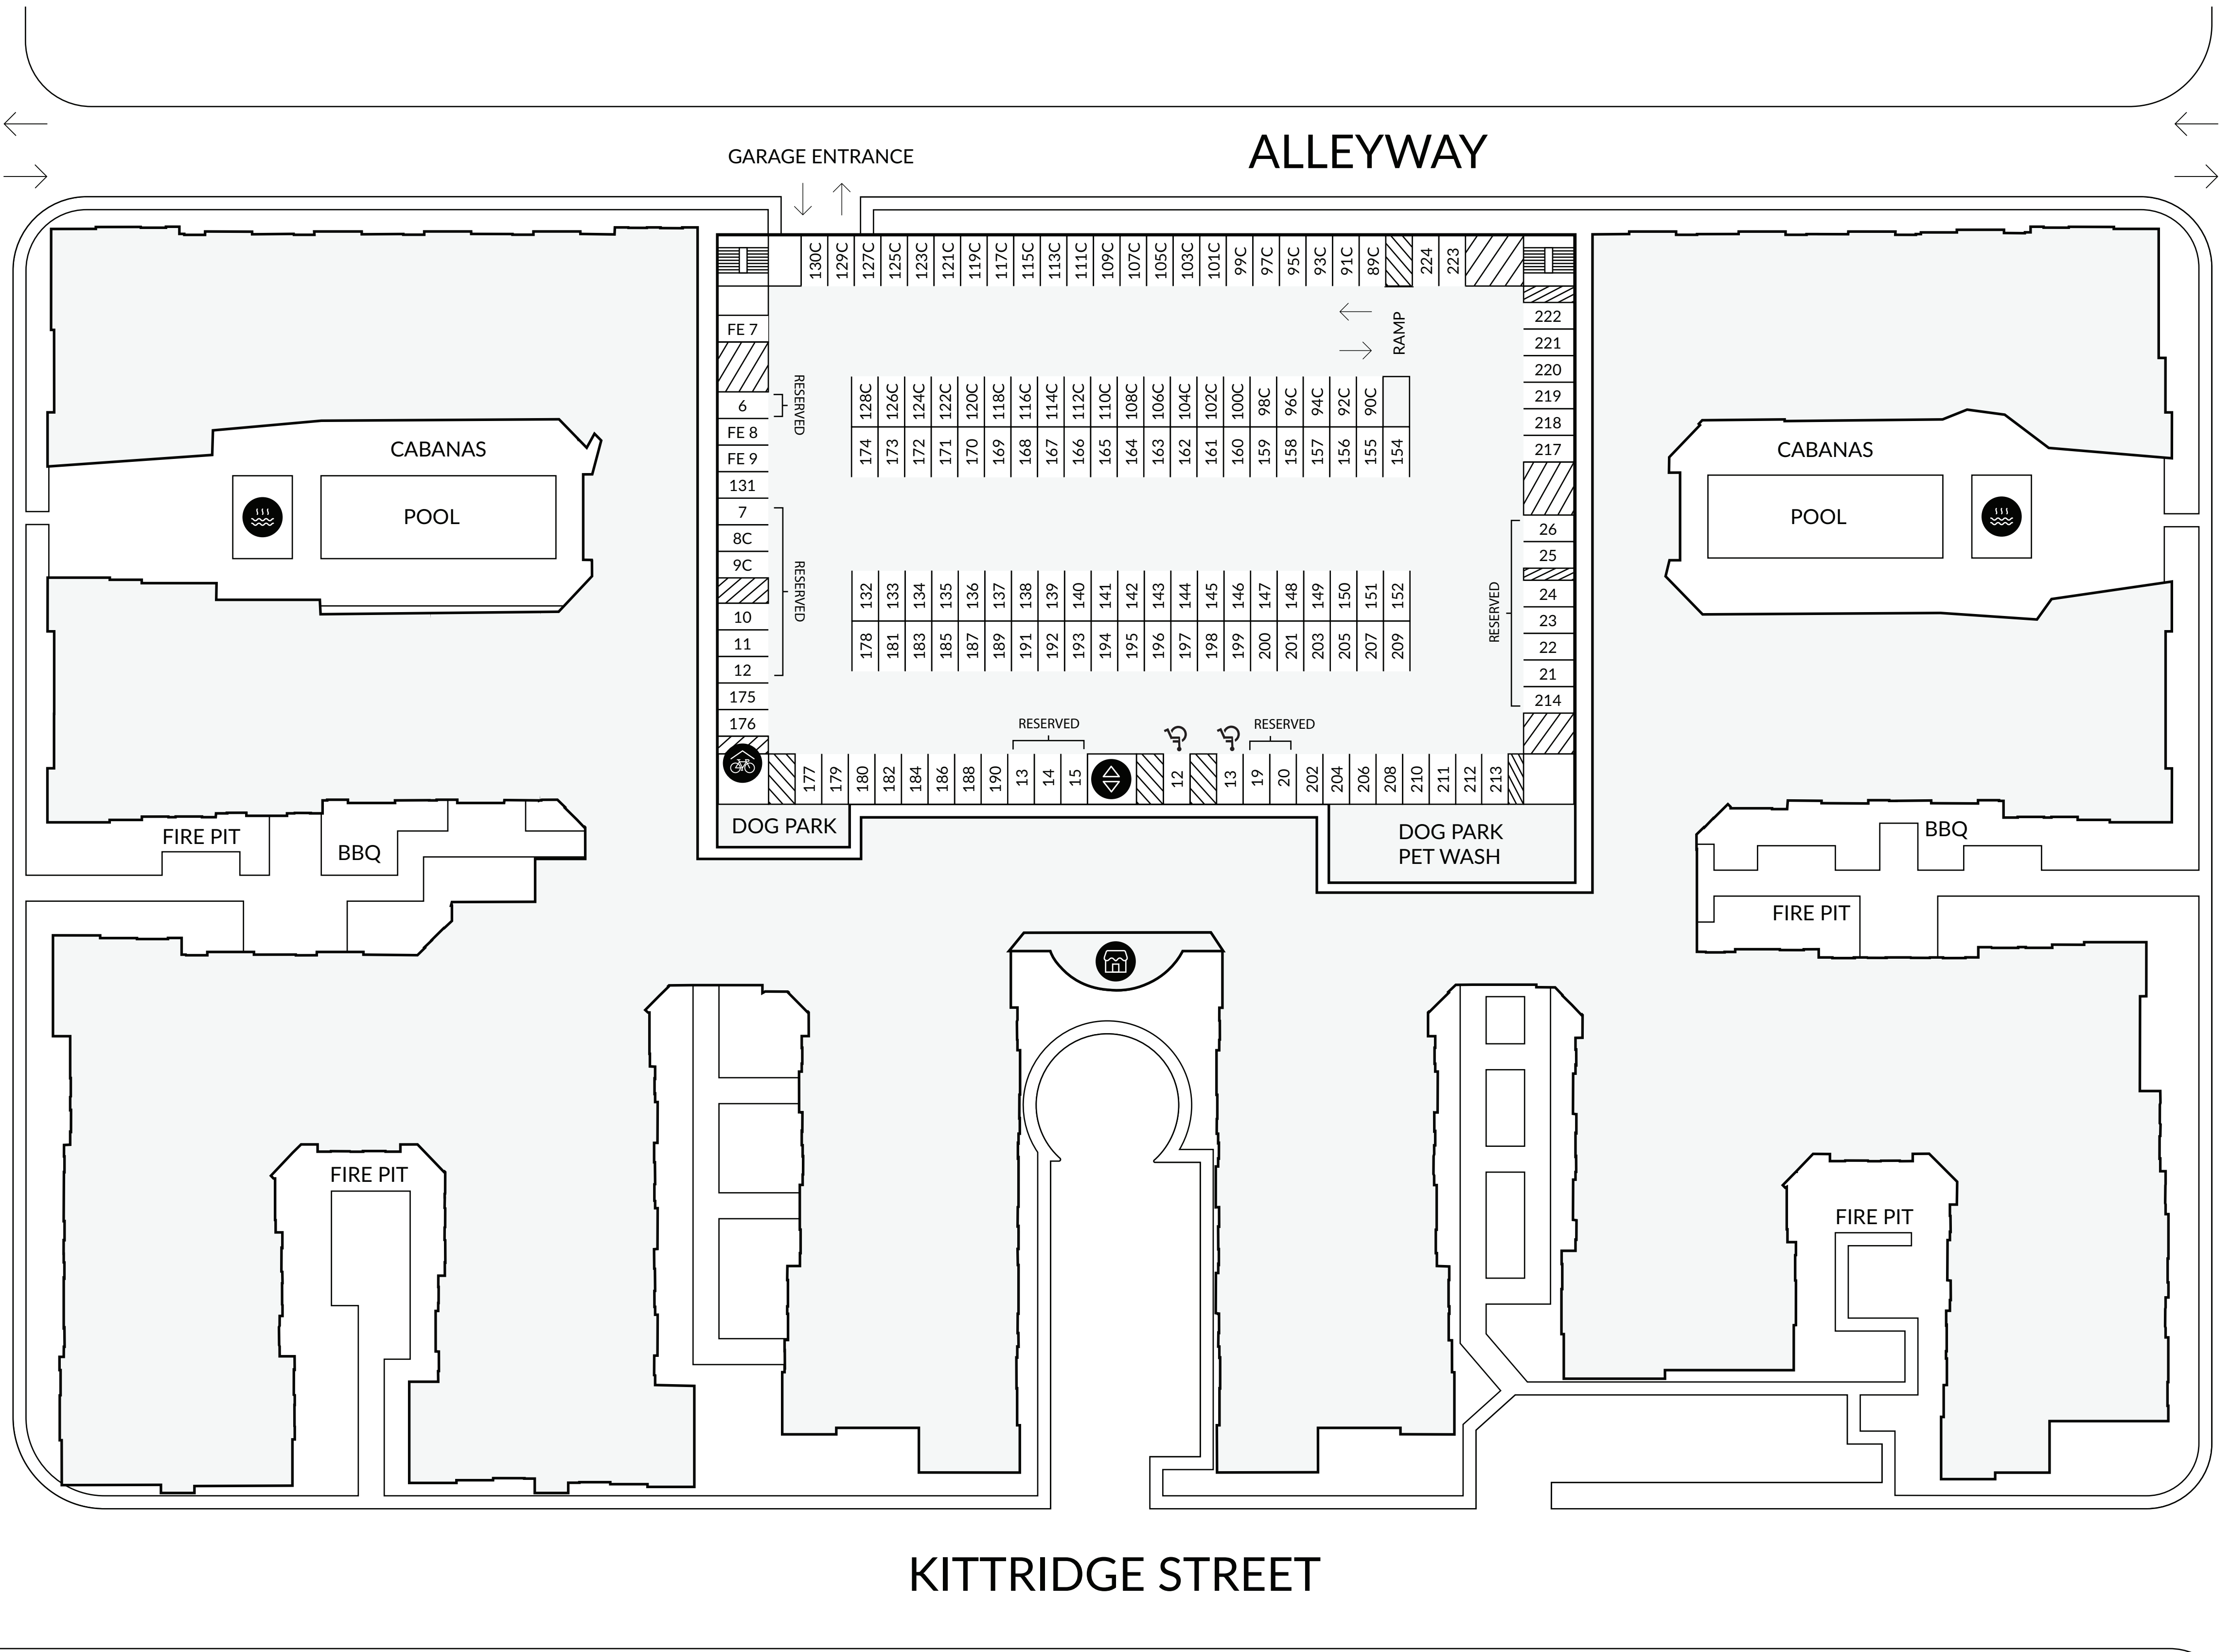 ALLEYWAY
GARAGE ENTRANCE
130C 129C 127C 125C 123C 121C 119C 117C 115C 113C 111C 109C 107C 105C 103C 101C 99C 97C 95C 93C 91C 89C 224 223
RAMP
FE 7
6
FE 8
FE 9
131
7
8C
9C
10
11
12
175
176
RESERVED
RESERVED
128C 126C 124C 122C 120C 118C 116C 114C 112C 110C 108C 106C 104C 102C 100C 98C 96C 94C 92C 90C
174 173 172 171 170 169 168 167 166 165 164 163 162 161 160 159 158 157 156 155 154
132 133 134 135 136 137 138 139 140 141 142 143 144 145 146 147 148 149 150 151 152
178 181 183 185 187 189 191 192 193 194 195 196 197 198 199 200 201 203 205 207 209
222
221
220
219
218
217
26
25
24
23
22
21
214
RESERVED
RESERVED
RESERVED
177 179 180 182 184 186 188 190 13 14 15 12 13 19 20 202 204 206 208 210 211 212 213
CABANAS
POOL
CABANAS
POOL
DOG PARK
DOG PARK
PET WASH
FIRE PIT
BBQ
BBQ
FIRE PIT
FIRE PIT
FIRE PIT
KITTRIDGE STREET